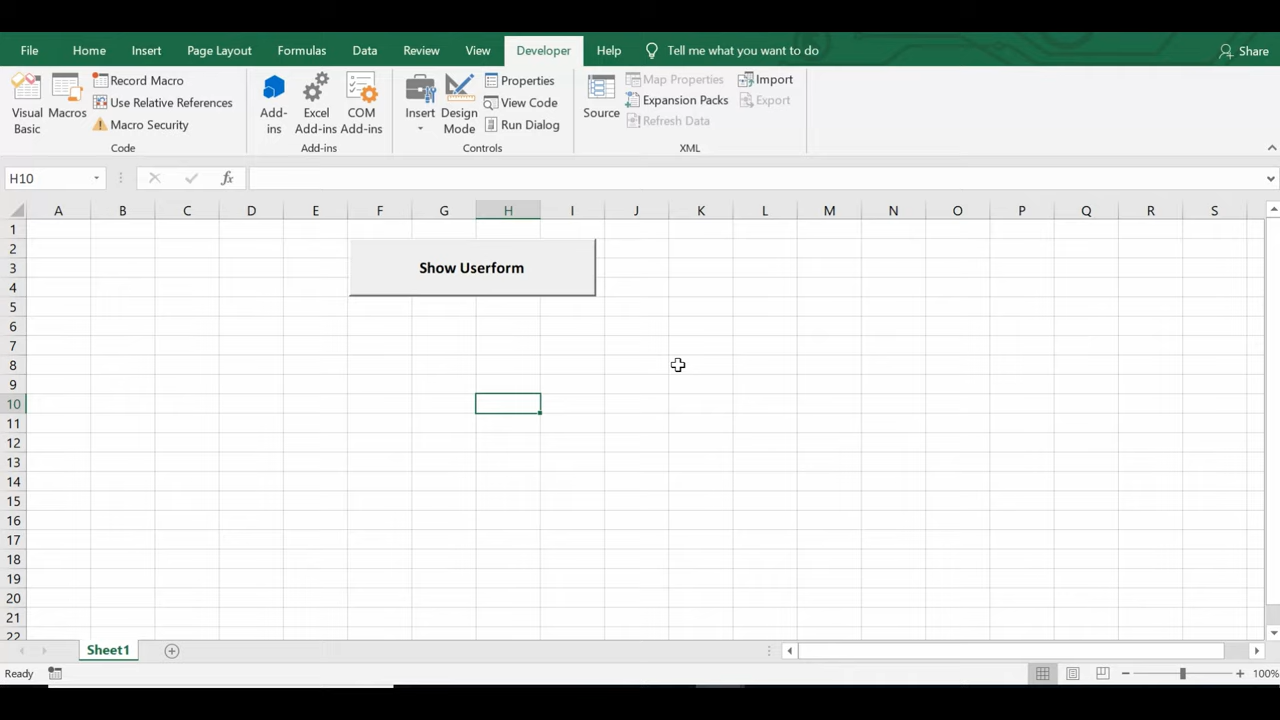 File Home Insert Page Layout Formulas Data Review View Developer Help Tell me what you want to do Share
Visual Basic
Macros
Record Macro
Use Relative References
Macro Security
Code
Add-ins
Excel Add-ins
COM Add-ins
Add-ins
Insert
Design Mode
Properties
View Code
Run Dialog
Controls
Source
Map Properties
Expansion Packs
Refresh Data
Import
Export
XML
H10 fx
A B C D E F G H I J K L M N O P Q R S
1
2
3
Show Userform
4
5
6
7
8
9
10
11
12
13
14
15
16
17
18
19
20
21
22
Sheet1
Ready 100%